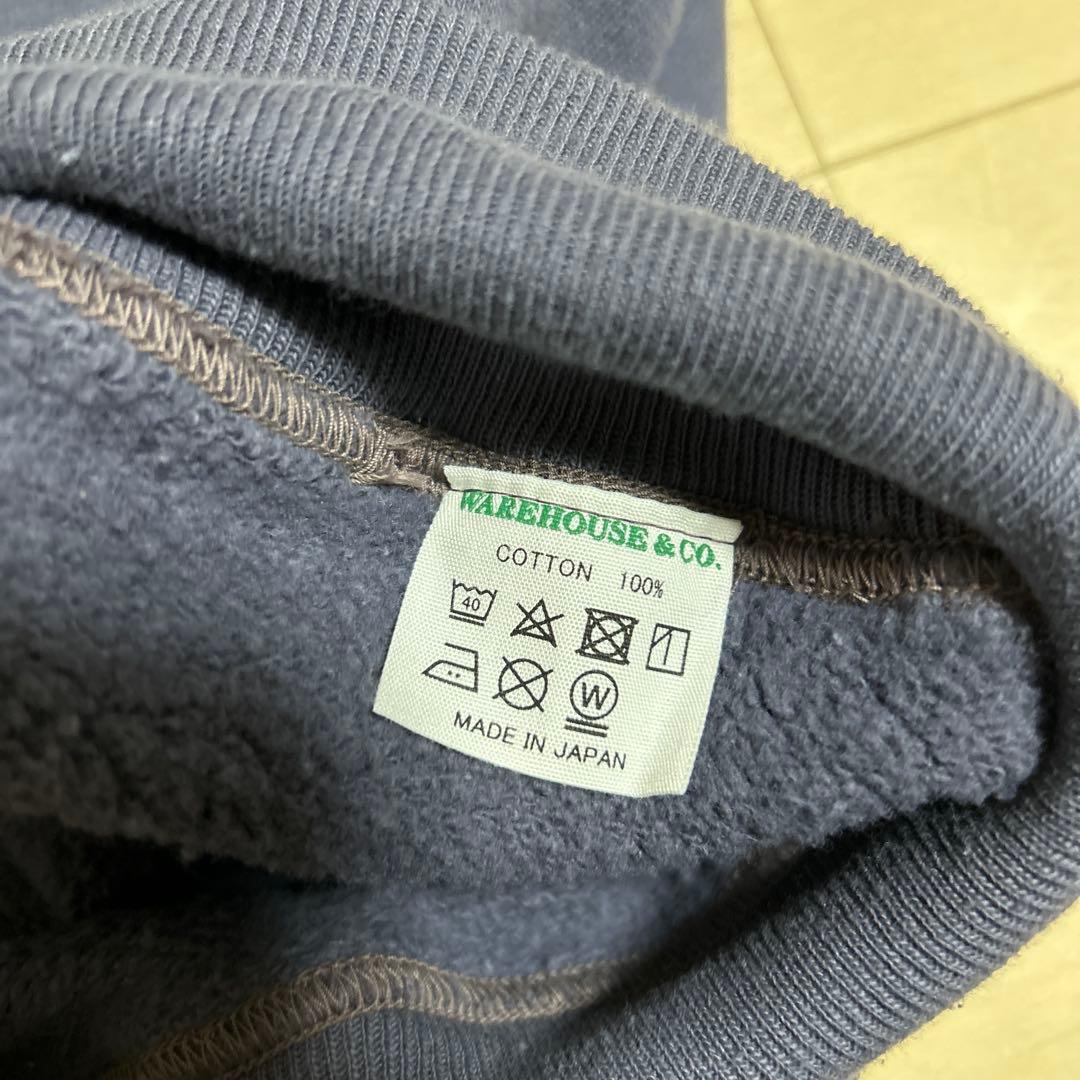 WAREHOUSE & CO.
COTTON 100%
40
W
MADE IN JAPAN